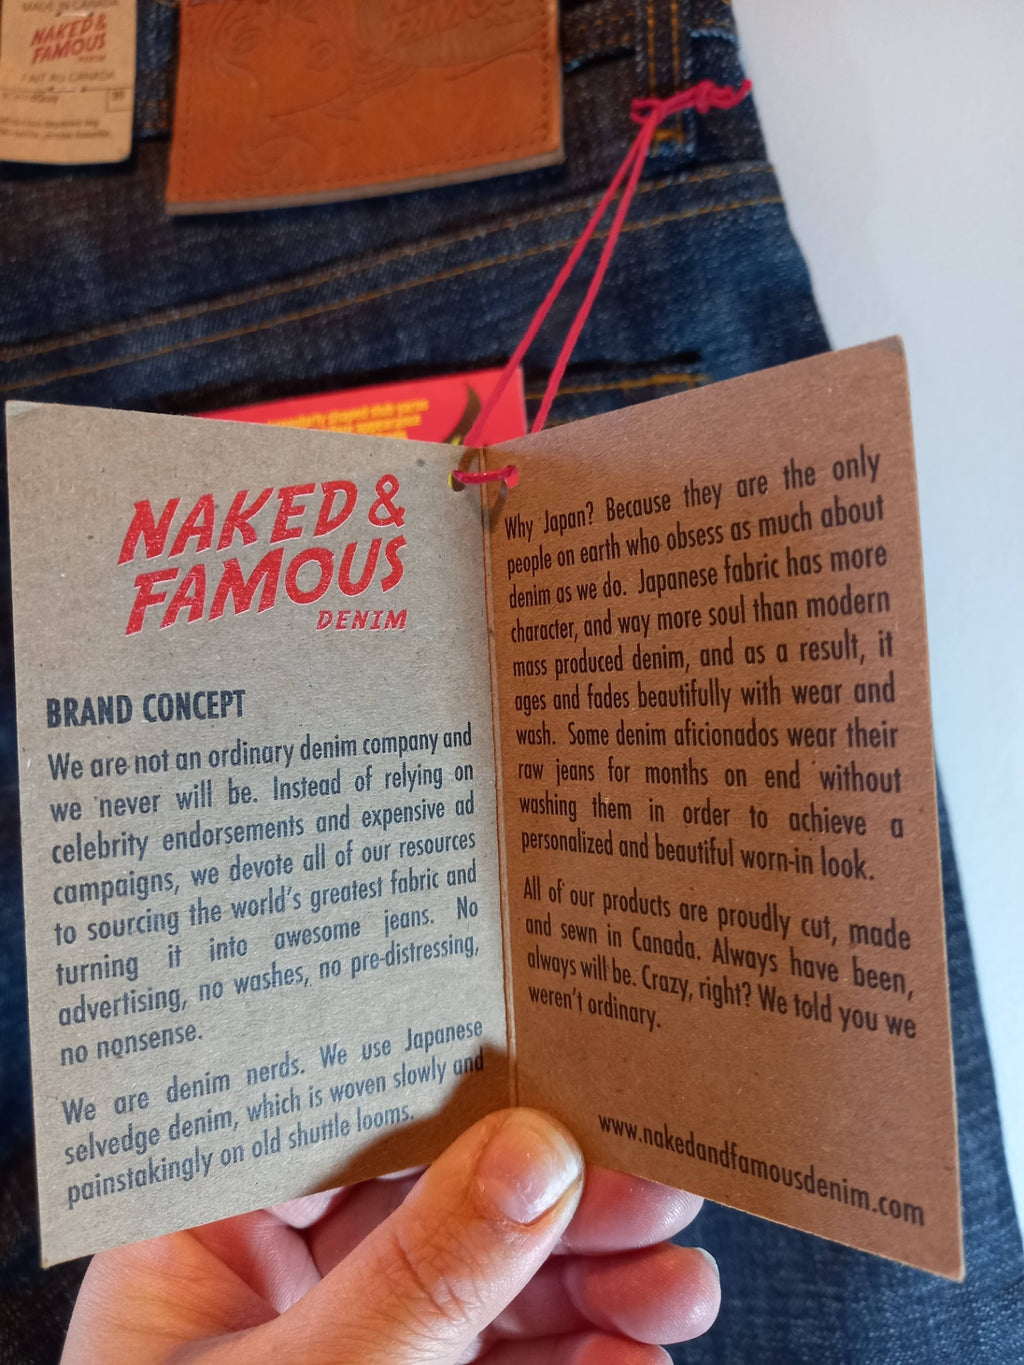 MADE IN CANADA
NAKED &
FAMOUS
DENIM
FAIT AU CANADA
FAMOUS
slub yarns
appearance
NAKED &
FAMOUS
DENIM
BRAND CONCEPT
We are not an ordinary denim company and
we never will be. Instead of relying on
celebrity endorsements and expensive ad
campaigns, we devote all of our resources
to sourcing the world's greatest fabric and
turning it into awesome jeans. No
advertising, no washes, no pre-distressing,
no nonsense.
We are denim nerds. We use Japanese
selvedge denim, which is woven slowly and
painstakingly on old shuttle looms.
Why Japan? Because they are the only
people on earth who obsess as much about
denim as we do. Japanese fabric has more
character, and way more soul than modern
mass produced denim, and as a result, it
ages and fades beautifully with wear and
wash. Some denim aficionados wear their
raw jeans for months on end without
washing them in order to achieve a
personalized and beautiful worn-in look.
All of our products are proudly cut, made
and sewn in Canada. Always have been,
always will be. Crazy, right? We told you we
weren't ordinary.
www.nakedandfamousdenim.com